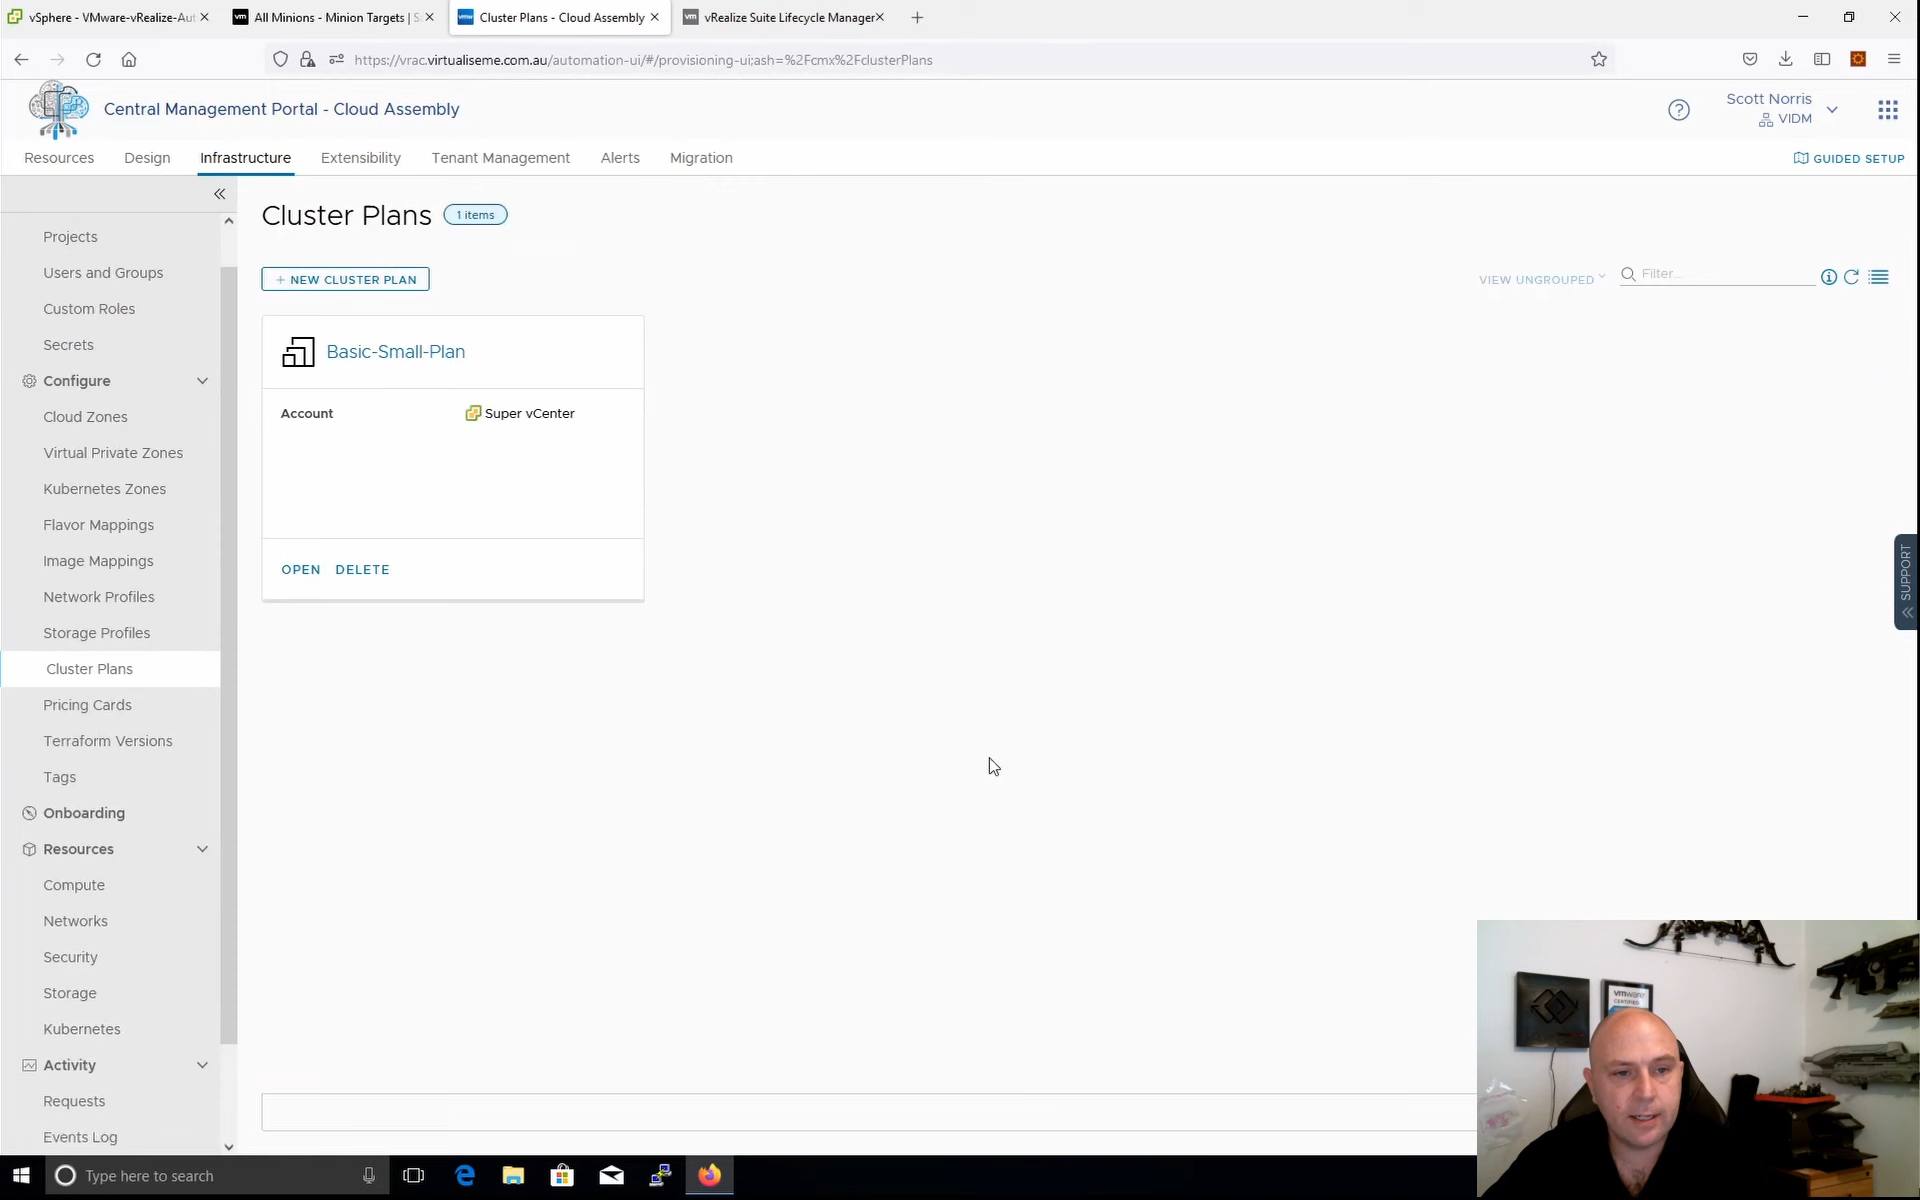 vSphere - VMware-vRealize-Aut
All Minions - Minion Targets | S
Cluster Plans - Cloud Assembly
vRealize Suite Lifecycle Manager
https://vrac.virtualiseme.com.au/automation-ui/#/provisioning-ui;ash=%2Fcmx%2FclusterPlans
Central Management Portal - Cloud Assembly
Scott Norris
VIDM
Resources
Design
Infrastructure
Extensibility
Tenant Management
Alerts
Migration
GUIDED SETUP
Projects
Users and Groups
Custom Roles
Secrets
Configure
Cloud Zones
Virtual Private Zones
Kubernetes Zones
Flavor Mappings
Image Mappings
Network Profiles
Storage Profiles
Cluster Plans
Pricing Cards
Terraform Versions
Tags
Onboarding
Resources
Compute
Networks
Security
Storage
Kubernetes
Activity
Requests
Events Log
Cluster Plans
1 items
+ NEW CLUSTER PLAN
VIEW UNGROUPED
Filter...
Basic-Small-Plan
Account
Super vCenter
OPEN
DELETE
SUPPORT
vmware
CERTIFIED
Type here to search